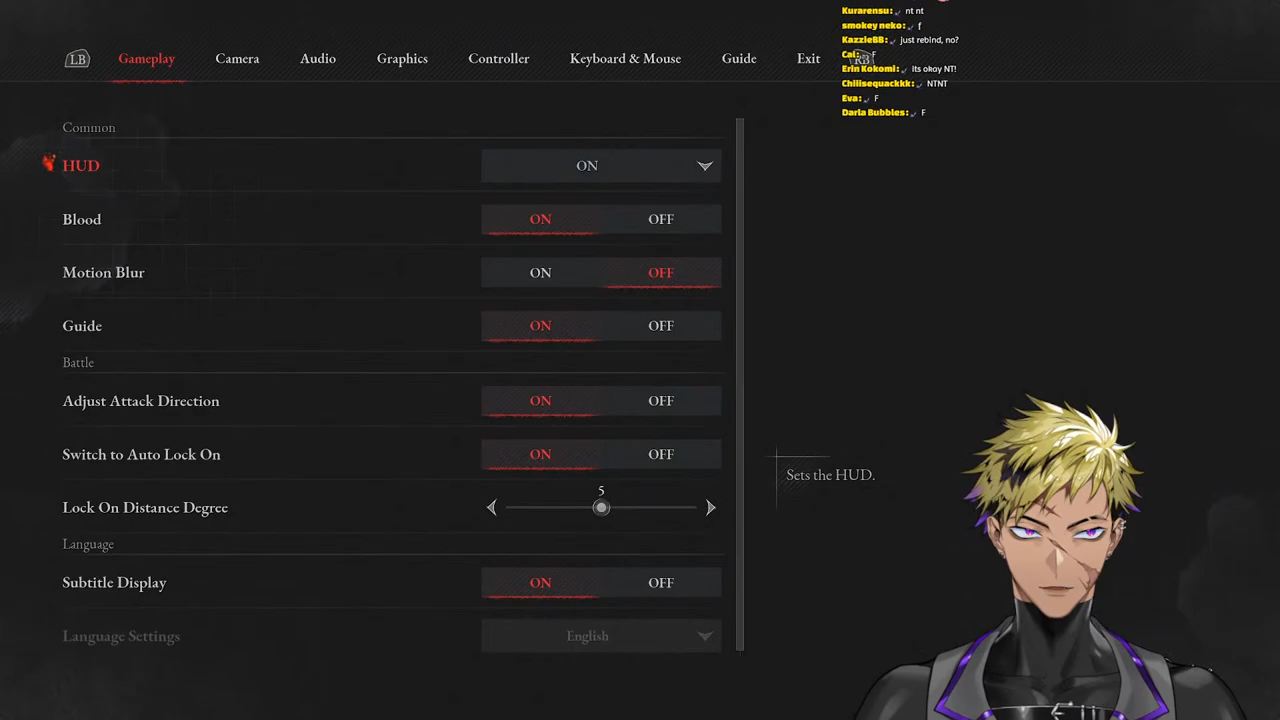 Kurarensu: nt nt
smokey neko: f
KazzieBB: just rebind, no?
Cal: F
Erin Kokomi: its okay NT!
Chiiisequackkk: NTNT
Eva: F
Darla Bubbles: F
LB Gameplay Camera Audio Graphics Controller Keyboard & Mouse Guide Exit RB
Common
HUD ON
Blood ON OFF
Motion Blur ON OFF
Guide ON OFF
Battle
Adjust Attack Direction ON OFF
Switch to Auto Lock On ON OFF
5
Lock On Distance Degree
Sets the HUD.
Language
Subtitle Display ON OFF
Language Settings English